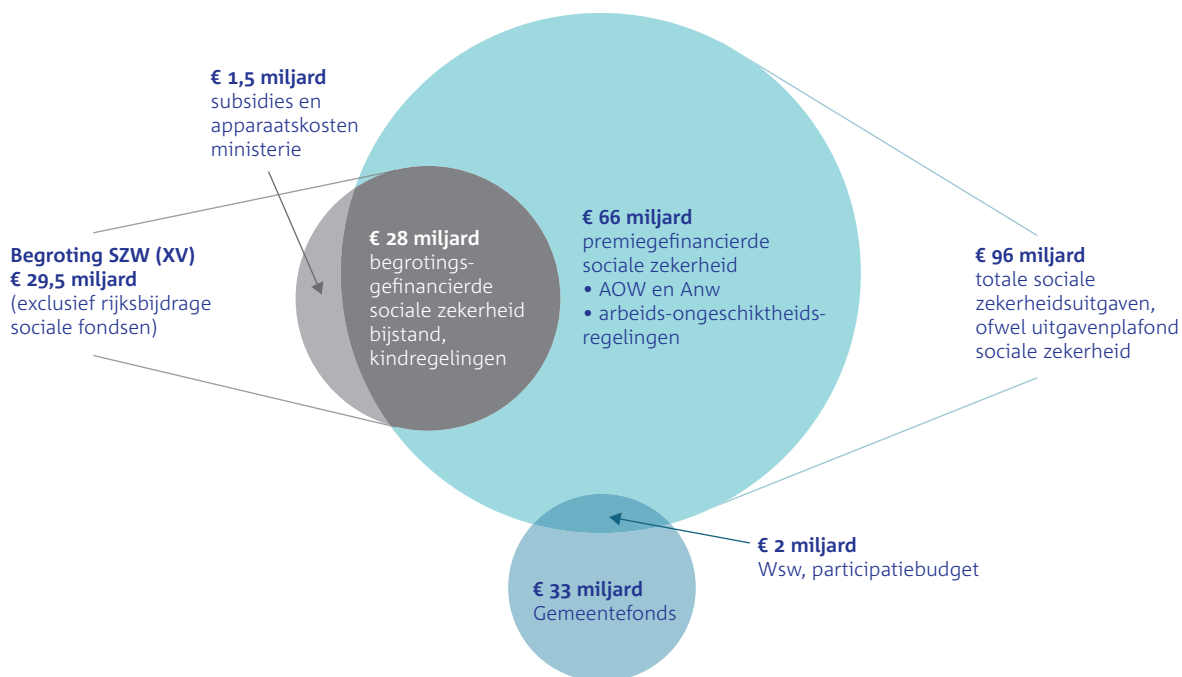 € 1,5 miljard
subsidies en
apparaatskosten
ministerie
Begroting SZW (XV)
€ 29,5 miljard
(exclusief rijksbijdrage
sociale fondsen)
€ 28 miljard
begrotings-
gefinancierde
sociale zekerheid
bijstand,
kindregelingen
€ 66 miljard
premiegefinancierde
sociale zekerheid
• AOW en Anw
• arbeids-ongeschiktheids-
regelingen
€ 96 miljard
totale sociale
zekerheidsuitgaven,
ofwel uitgavenplafond
sociale zekerheid
€ 2 miljard
Wsw, participatiebudget
€ 33 miljard
Gemeentefonds